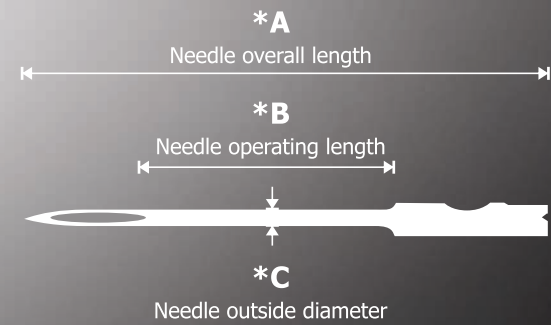 *A
Needle overall length
*B
Needle operating length
*C
Needle outside diameter